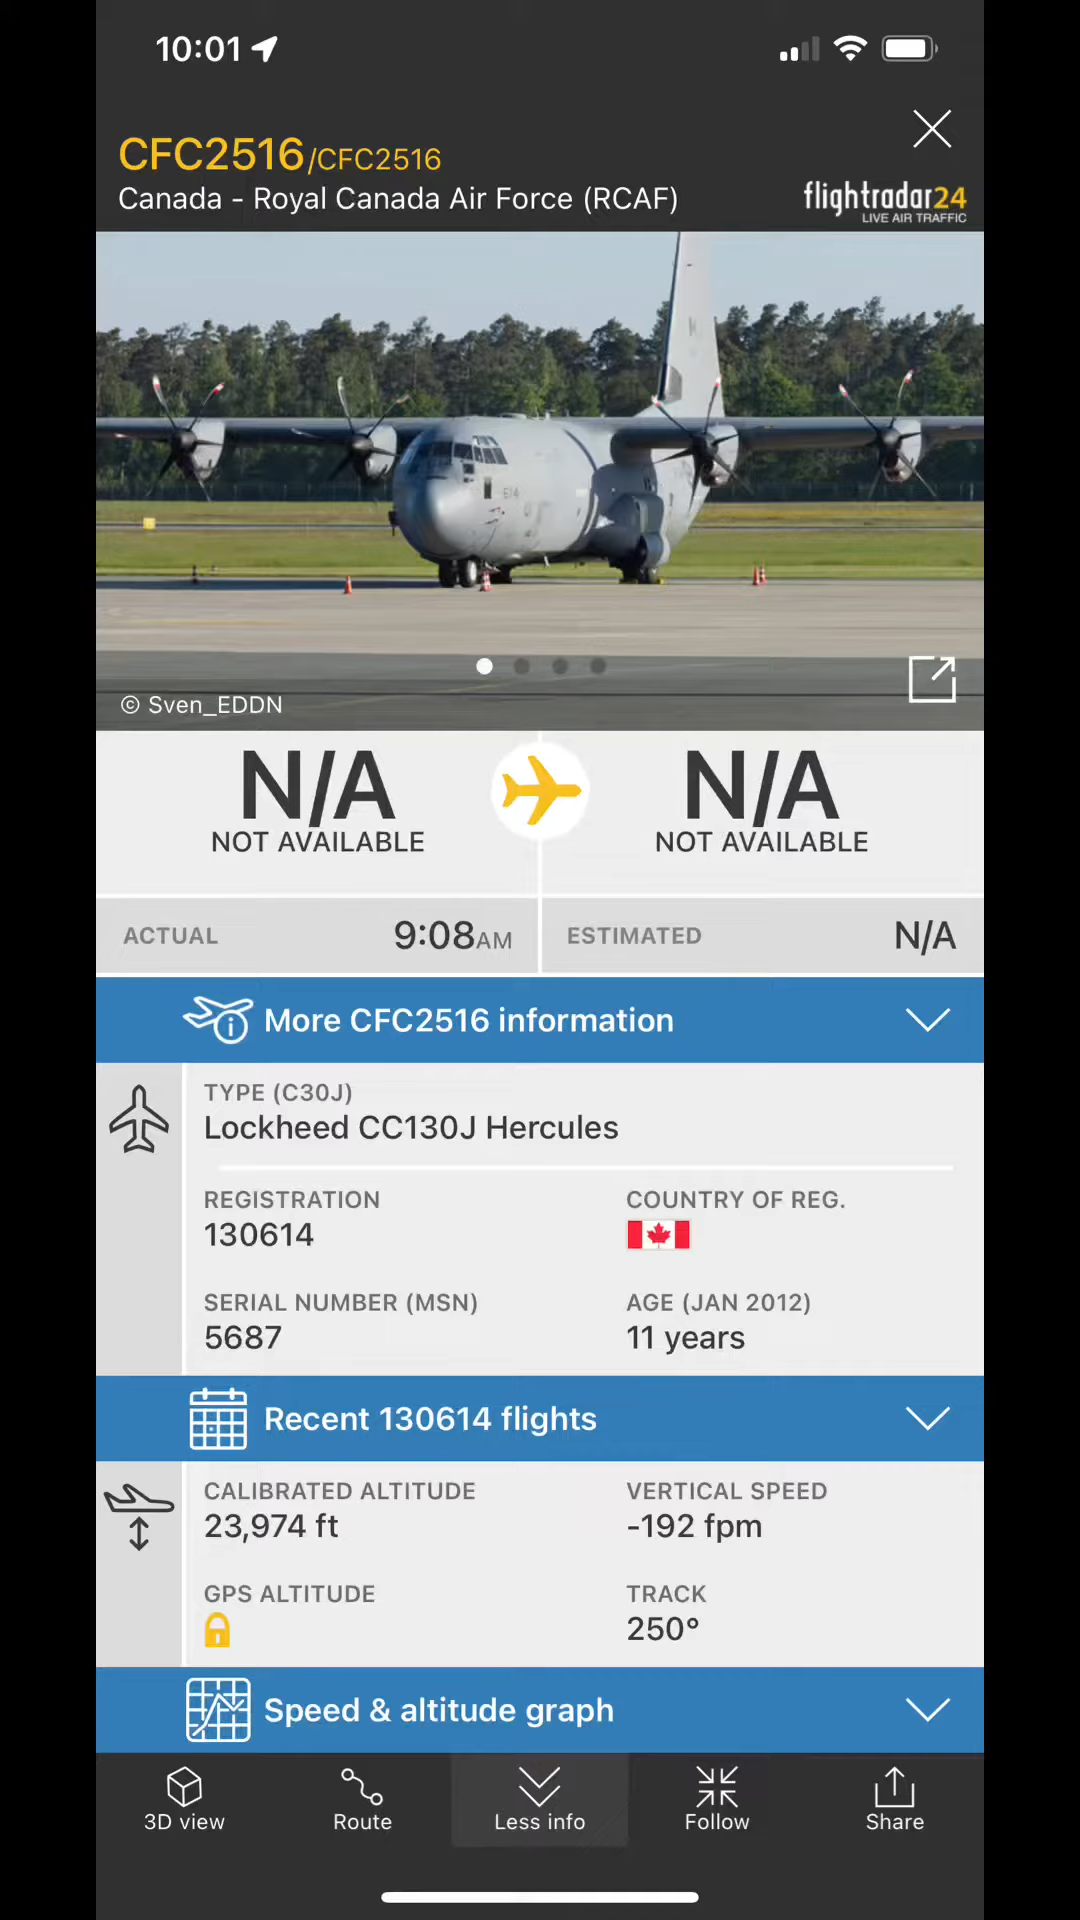 10:01
CFC2516/CFC2516
Canada - Royal Canada Air Force (RCAF)
flightradar24
LIVE AIR TRAFFIC
614
© Sven_EDDN
N/A
NOT AVAILABLE
N/A
NOT AVAILABLE
ACTUAL 9:08AM
ESTIMATED N/A
More CFC2516 information
TYPE (C30J)
Lockheed CC130J Hercules
REGISTRATION
130614
COUNTRY OF REG.
SERIAL NUMBER (MSN)
5687
AGE (JAN 2012)
11 years
Recent 130614 flights
CALIBRATED ALTITUDE
23,974 ft
VERTICAL SPEED
-192 fpm
GPS ALTITUDE
TRACK
250°
Speed & altitude graph
3D view
Route
Less info
Follow
Share